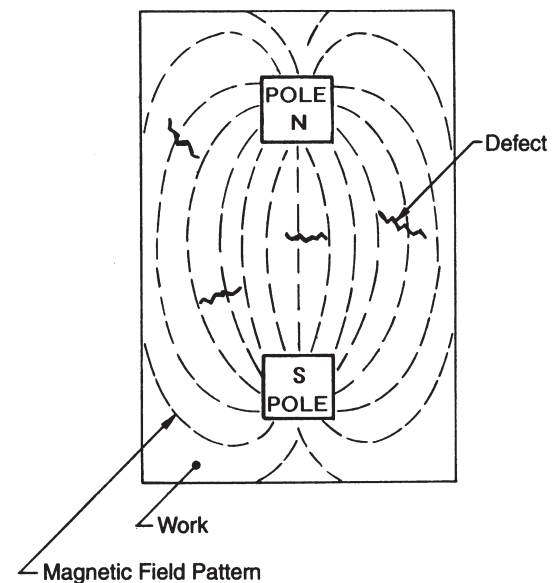 POLE
N
Defect
S
POLE
Work
Magnetic Field Pattern